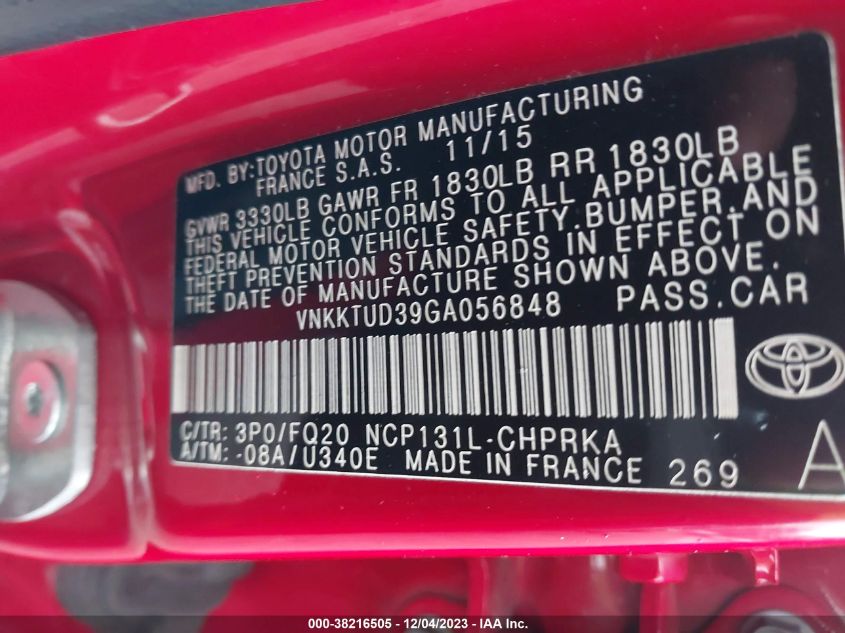 MFD. BY: TOYOTA MOTOR MANUFACTURING
FRANCE S.A.S. 11/15
GVWR 3330LB GAWR FR 1830LB RR 1830LB
THIS VEHICLE CONFORMS TO ALL APPLICABLE
FEDERAL MOTOR VEHICLE SAFETY, BUMPER, AND
THEFT PREVENTION STANDARDS IN EFFECT ON
THE DATE OF MANUFACTURE SHOWN ABOVE.
VNKKTUD39GA056848 PASS.CAR
C/TR: 3P0/FQ20 NCP131L-CHPRKA
A/TM: -08A/U340E MADE IN FRANCE 269 A
000-38216505 - 12/04/2023 - IAA Inc.